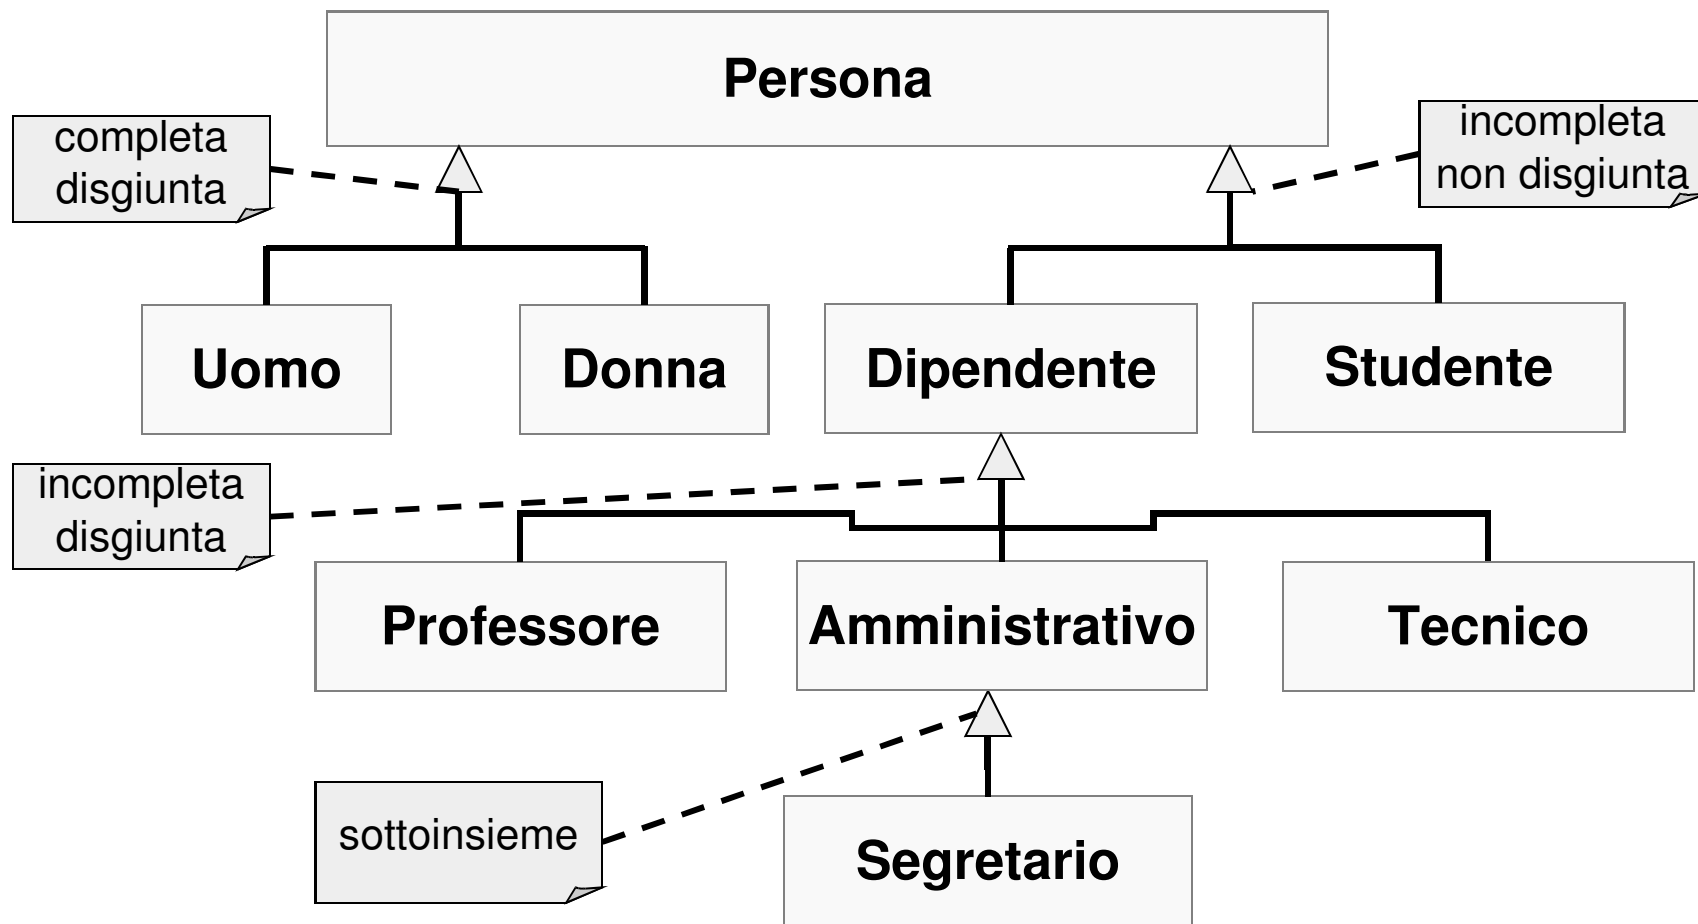 Persona
completa
disgiunta
incompleta
non disgiunta
Uomo
Donna
Dipendente
Studente
incompleta
disgiunta
Professore
Amministrativo
Tecnico
sottoinsieme
Segretario